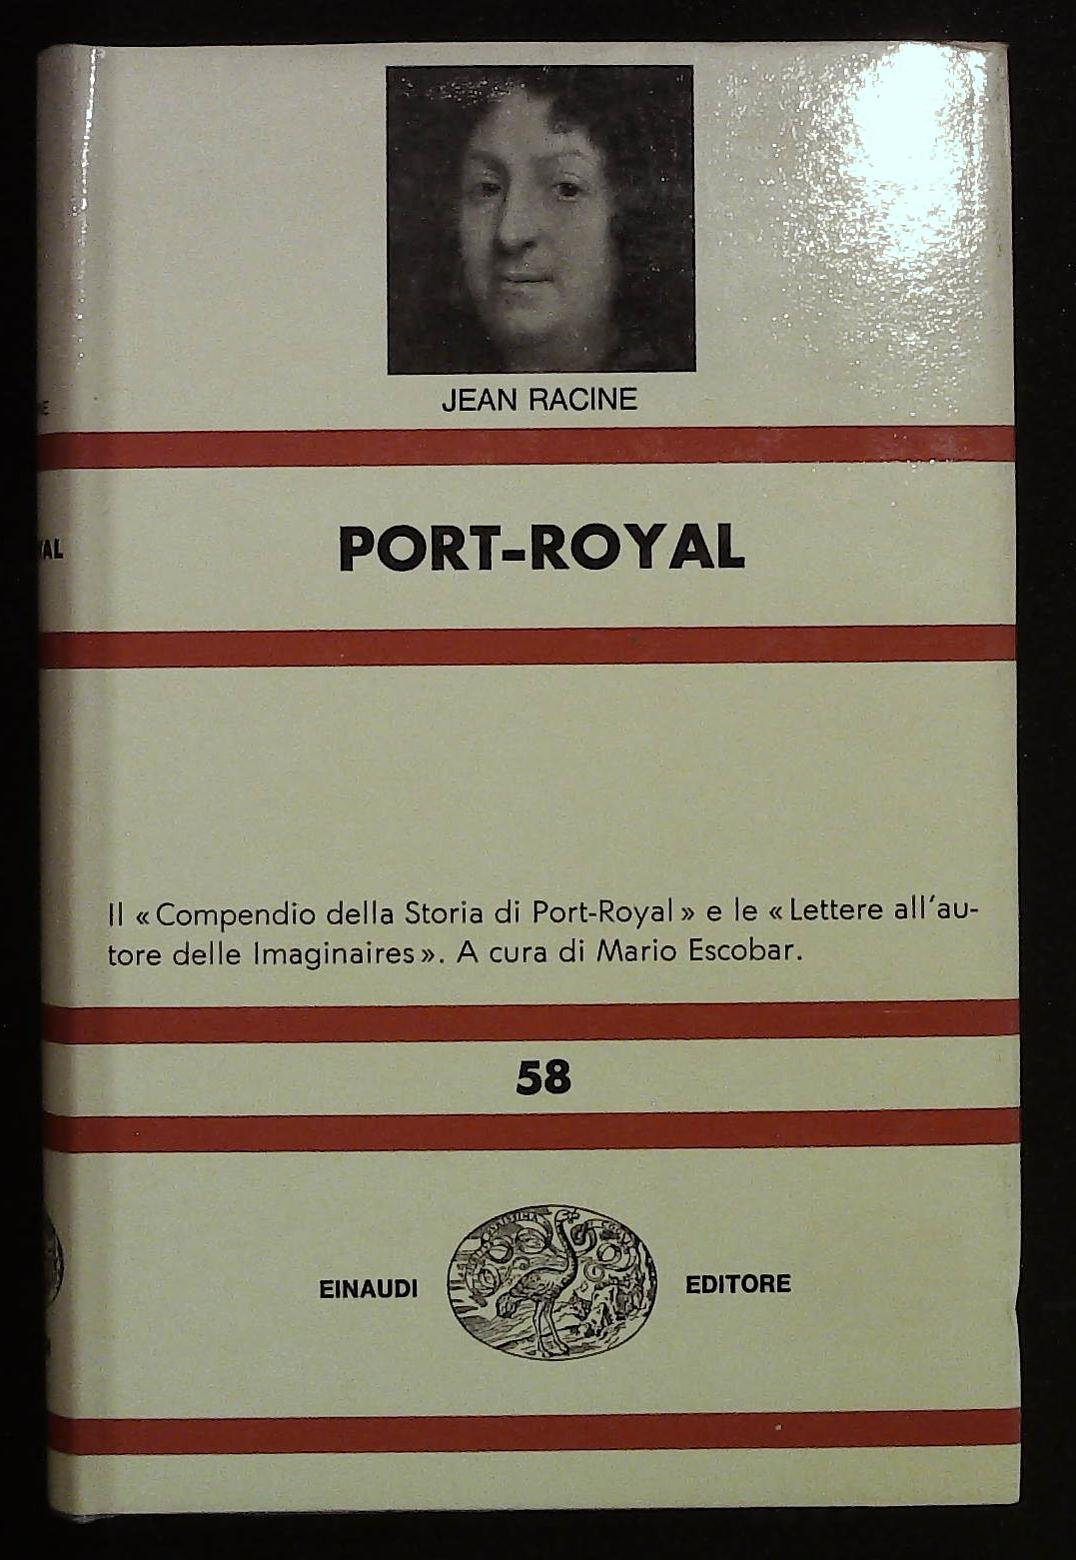 JEAN RACINE
PORT-ROYAL
Il « Compendio della Storia di Port-Royal » e le « Lettere all'au-
tore delle Imaginaires ». A cura di Mario Escobar.
58
EINAUDI EDITORE